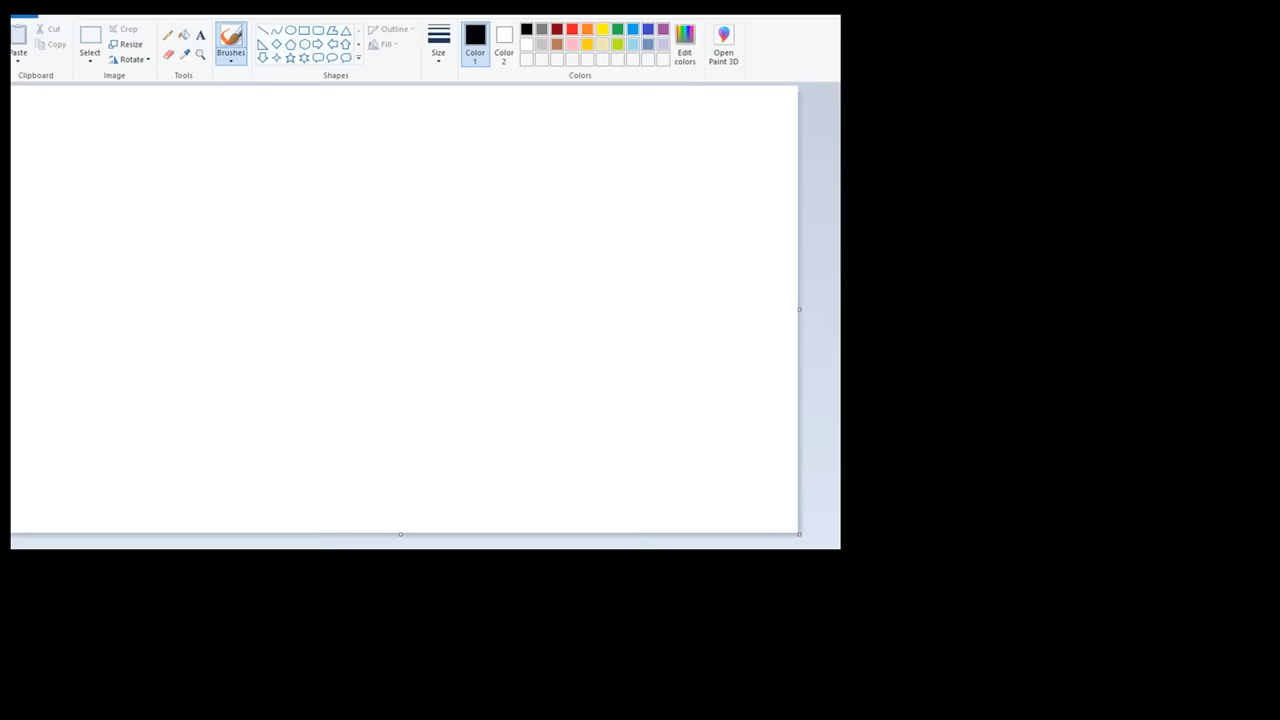 Cut
Copy
Paste
Clipboard
Select
Crop
Resize
Rotate
Image
A
Tools
Brushes
Shapes
Outline
Fill
Size
Color 1
Color 2
Colors
Edit colors
Open Paint 3D